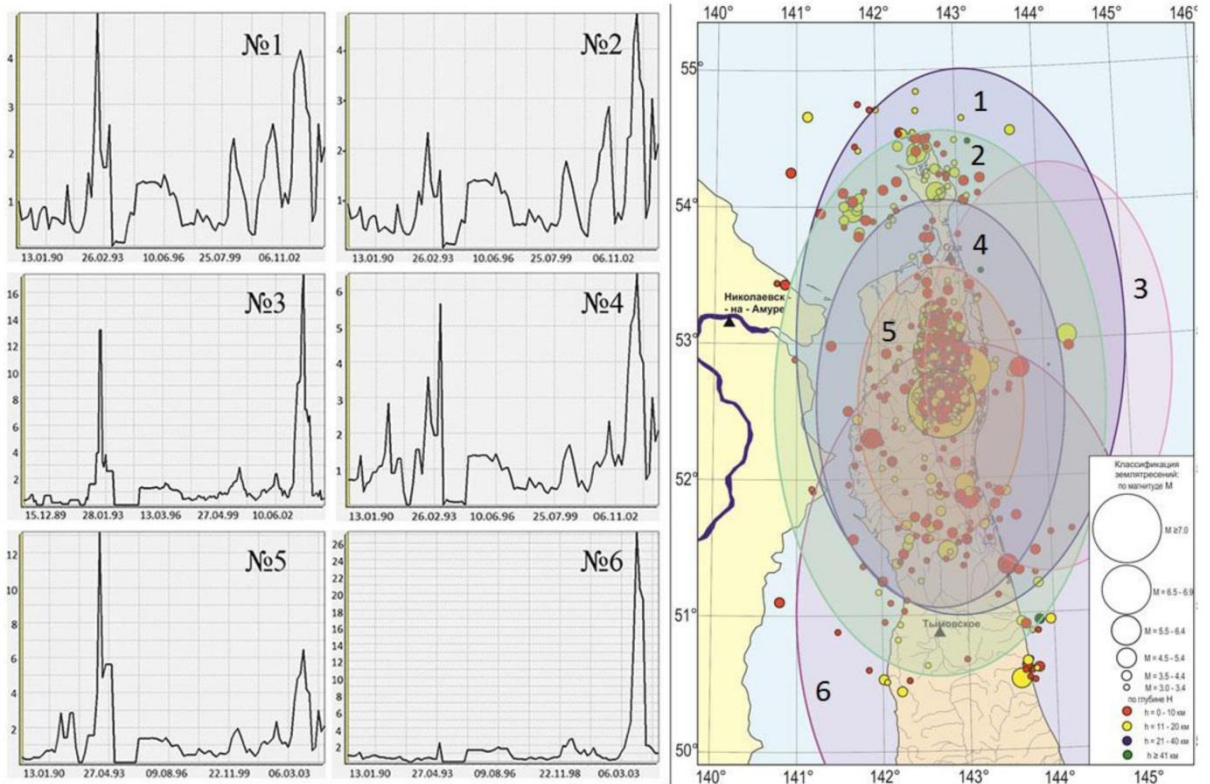 №1
4
3
2
1
13.01.90 26.02.93 10.06.96 25.07.99 06.11.02
№2
4
3
2
1
13.01.90 26.02.93 10.06.96 25.07.99 06.11.02
№3
16
14
12
10
8
6
4
2
15.12.89 28.01.93 13.03.96 27.04.99 10.06.02
№4
6
5
4
3
2
1
13.01.90 26.02.93 10.06.96 25.07.99 06.11.02
№5
12
10
8
6
4
2
13.01.90 27.04.93 09.08.96 22.11.99 06.03.03
№6
26
24
22
20
18
16
14
12
10
8
6
4
2
13.01.90 27.04.93 09.08.96 22.11.98 06.03.03
140° 141° 142° 143° 144° 145° 146°
55°
1
2
54°
4
Оха
3
Николаевск -
- на - Амуре
5
53°
52°
51°
Тымовское
6
50°
140° 141° 142° 143° 144° 145°
Классификация
землятресений:
по магнитуде М
М ≥7.0
М = 6.5 - 6.9
М = 5.5 - 6.4
М = 4.5 - 5.4
М = 3.5 - 4.4
М = 3.0 - 3.4
по глубине Н
h = 0 - 10 км
h = 11 - 20 км
h = 21 - 40 км
h ≥ 41 км